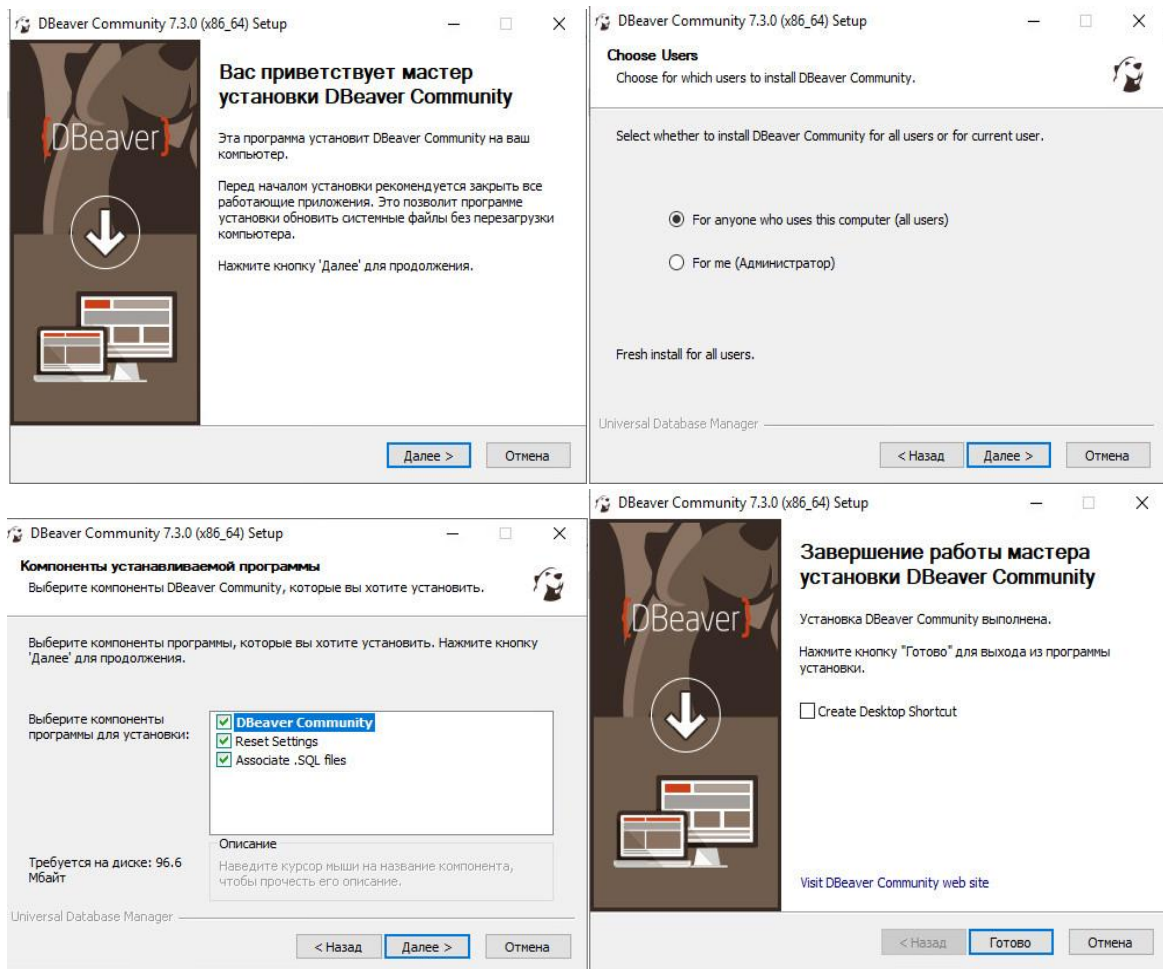 DBeaver Community 7.3.0 (x86_64) Setup
{DBeaver}
Вас приветствует мастер
установки DBeaver Community
Эта программа установит DBeaver Community на ваш
компьютер.
Перед началом установки рекомендуется закрыть все
работающие приложения. Это позволит программе
установки обновить системные файлы без перезагрузки
компьютера.
Нажмите кнопку 'Далее' для продолжения.
Далее >
Отмена
DBeaver Community 7.3.0 (x86_64) Setup
Choose Users
Choose for which users to install DBeaver Community.
Select whether to install DBeaver Community for all users or for current user.
For anyone who uses this computer (all users)
For me (Администратор)
Fresh install for all users.
Universal Database Manager
< Назад
Далее >
Отмена
DBeaver Community 7.3.0 (x86_64) Setup
Компоненты устанавливаемой программы
Выберите компоненты DBeaver Community, которые вы хотите установить.
Выберите компоненты программы, которые вы хотите установить. Нажмите кнопку
'Далее' для продолжения.
Выберите компоненты
программы для установки:
DBeaver Community
Reset Settings
Associate .SQL files
Требуется на диске: 96.6
Мбайт
Описание
Наведите курсор мыши на название компонента,
чтобы прочесть его описание.
Universal Database Manager
< Назад
Далее >
Отмена
DBeaver Community 7.3.0 (x86_64) Setup
{DBeaver}
Завершение работы мастера
установки DBeaver Community
Установка DBeaver Community выполнена.
Нажмите кнопку "Готово" для выхода из программы
установки.
Create Desktop Shortcut
Visit DBeaver Community web site
< Назад
Готово
Отмена